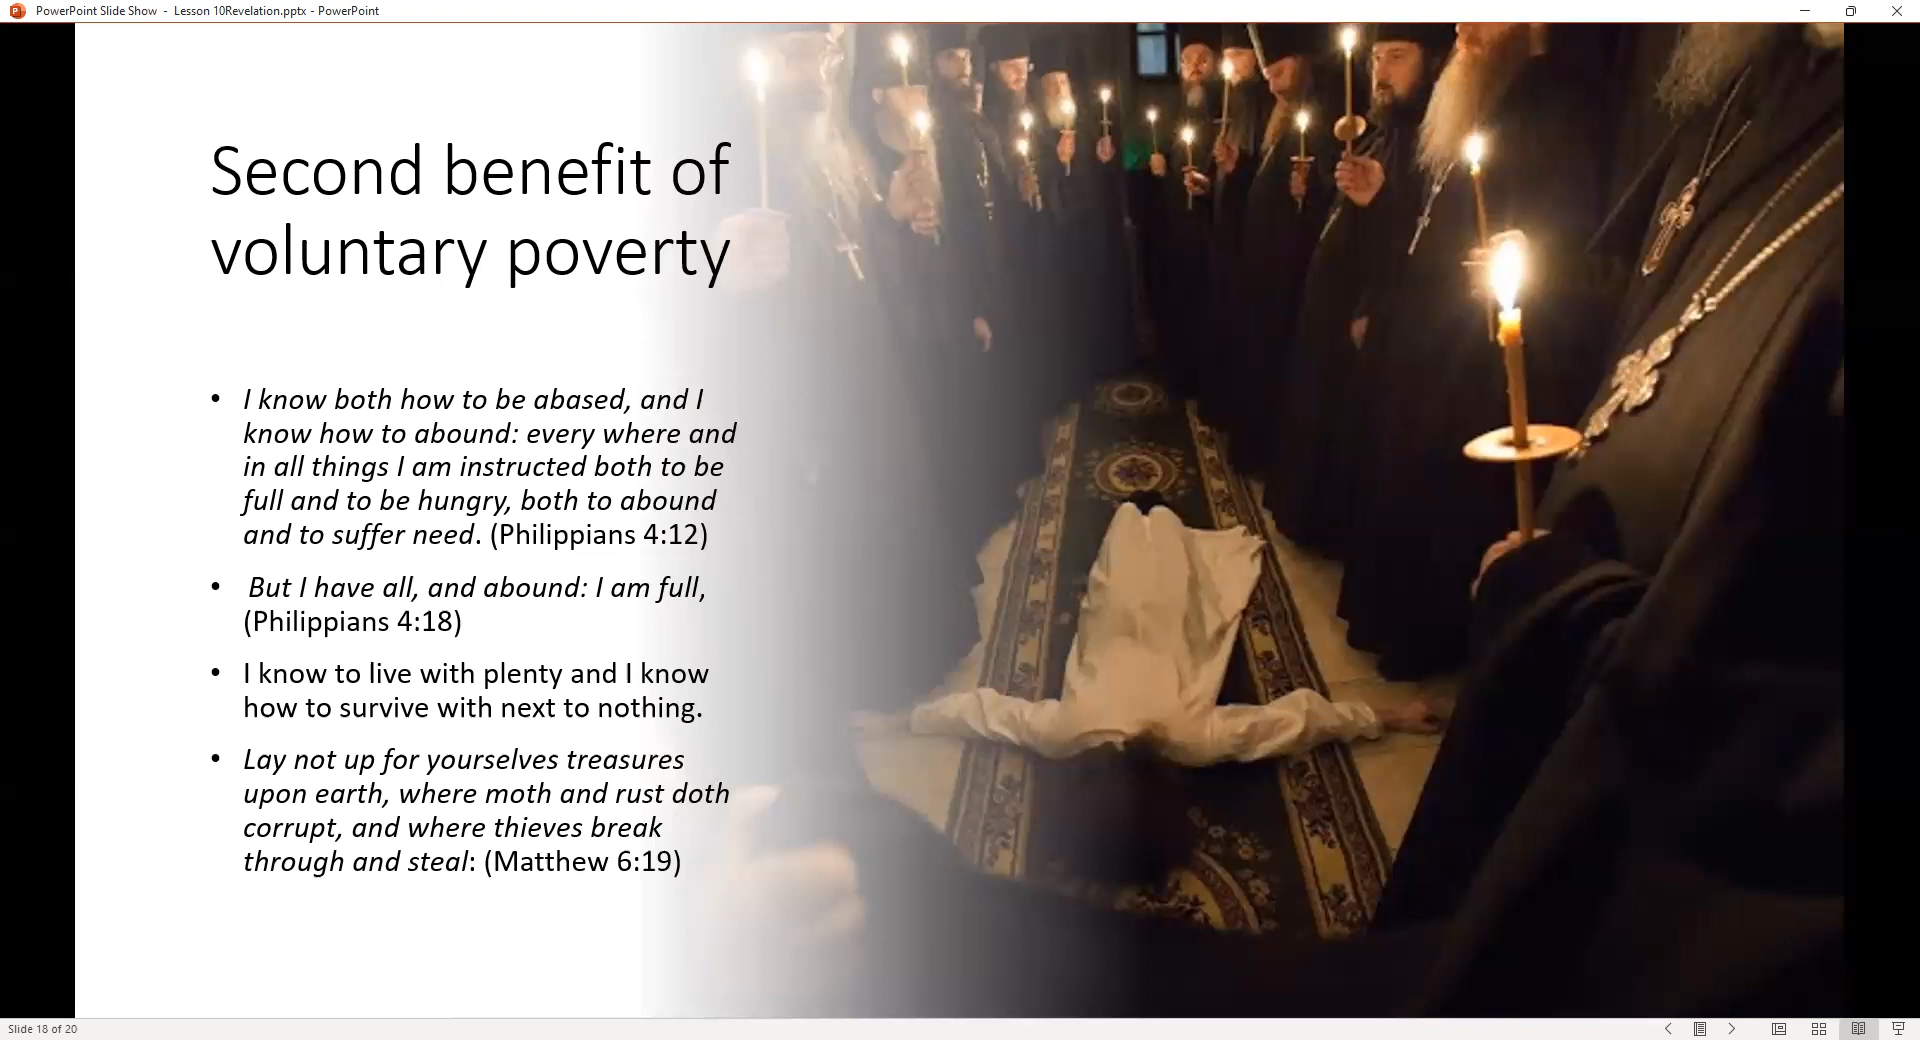 PowerPoint Slide Show - Lesson 10Revelation.pptx - PowerPoint
Second benefit of
voluntary poverty
• I know both how to be abased, and I
know how to abound: every where and
in all things I am instructed both to be
full and to be hungry, both to abound
and to suffer need. (Philippians 4:12)
• But I have all, and abound: I am full,
(Philippians 4:18)
• I know to live with plenty and I know
how to survive with next to nothing.
• Lay not up for yourselves treasures
upon earth, where moth and rust doth
corrupt, and where thieves break
through and steal: (Matthew 6:19)
Slide 18 of 20